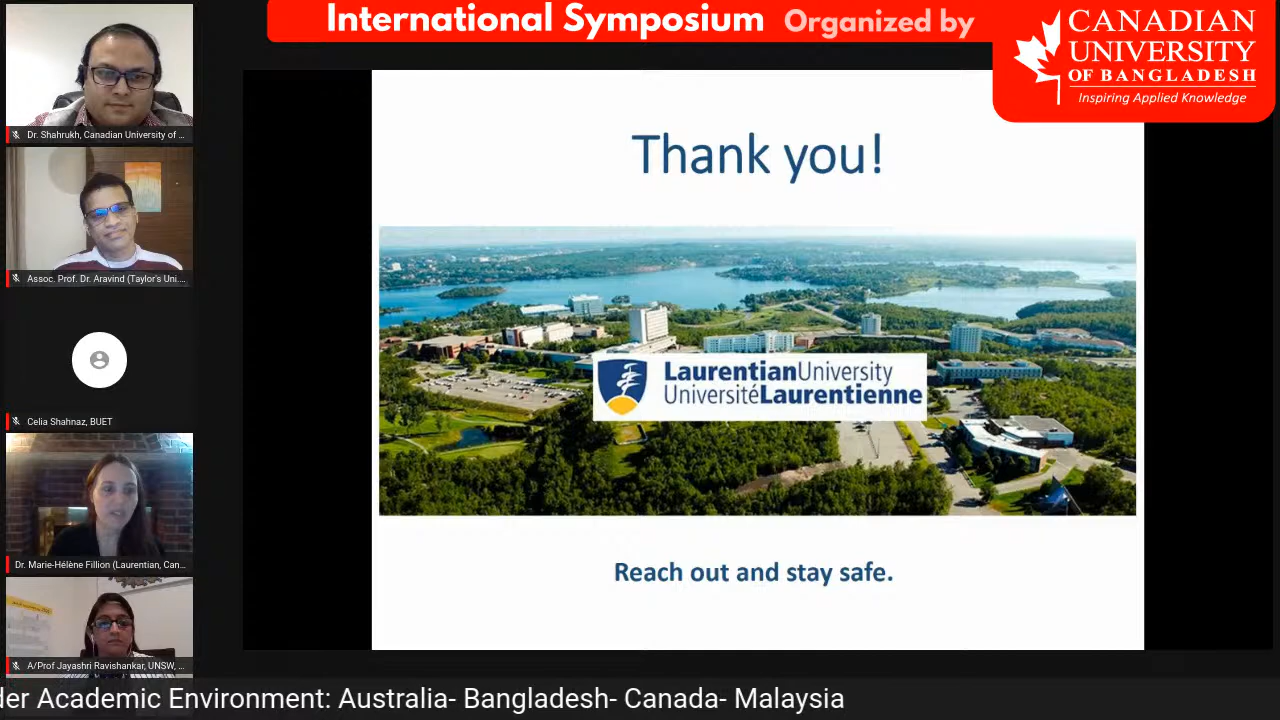 International Symposium Organized by
CANADIAN
UNIVERSITY
OF BANGLADESH
Inspiring Applied Knowledge
Dr. Shahrukh, Canadian University of ...
Assoc. Prof. Dr. Aravind (Taylor's Uni...
Celia Shahnaz, BUET
Dr. Marie-Hélène Fillion (Laurentian, Can...
A/Prof Jayashri Ravishankar, UNSW, ...
Thank you!
LaurentianUniversity
UniversitéLaurentienne
Reach out and stay safe.
der Academic Environment: Australia- Bangladesh- Canada- Malaysia